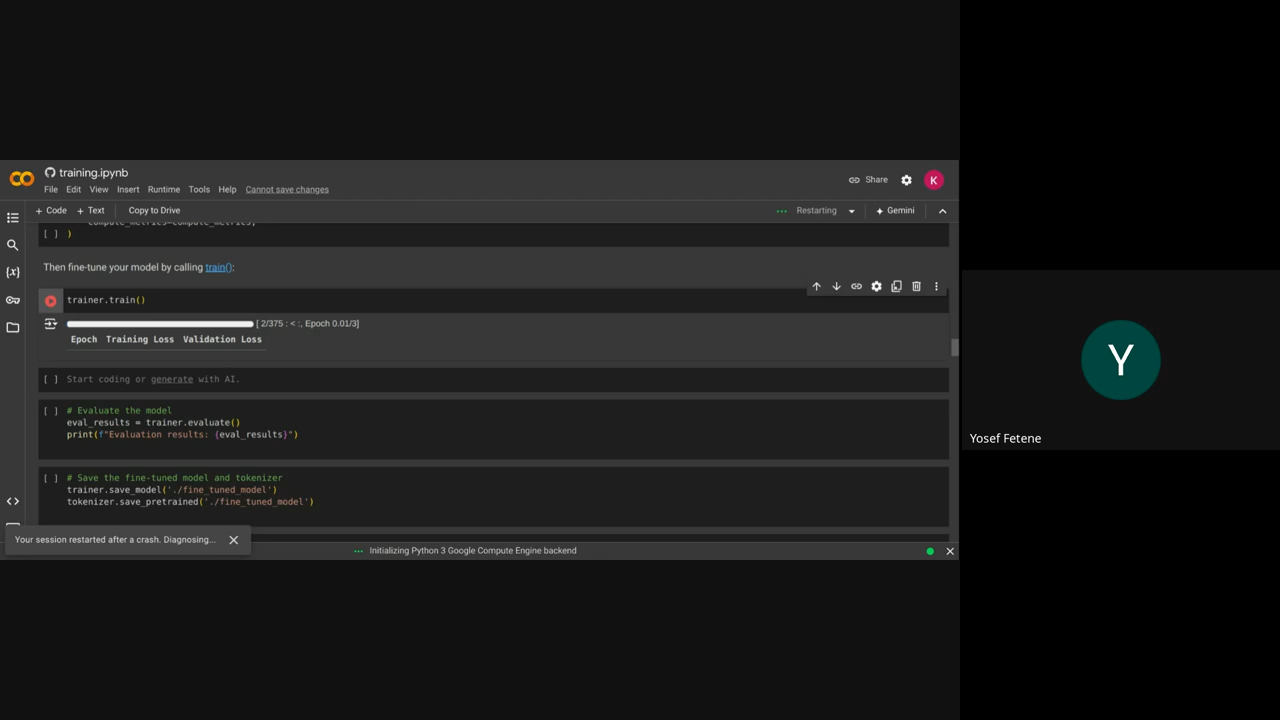 training.ipynb
File Edit View Insert Runtime Tools Help Cannot save changes
Share
K
+ Code + Text Copy to Drive
Restarting
Gemini
compute_metrics=compute_metrics,
[ ] )
Then fine-tune your model by calling train():
trainer.train()
[ 2/375 : < :, Epoch 0.01/3]
Epoch Training Loss Validation Loss
[ ] Start coding or generate with AI.
[ ] # Evaluate the model
eval_results = trainer.evaluate()
print(f"Evaluation results: {eval_results}")
[ ] # Save the fine-tuned model and tokenizer
trainer.save_model('./fine_tuned_model')
tokenizer.save_pretrained('./fine_tuned_model')
Your session restarted after a crash. Diagnosing...
Initializing Python 3 Google Compute Engine backend
Y
Yosef Fetene